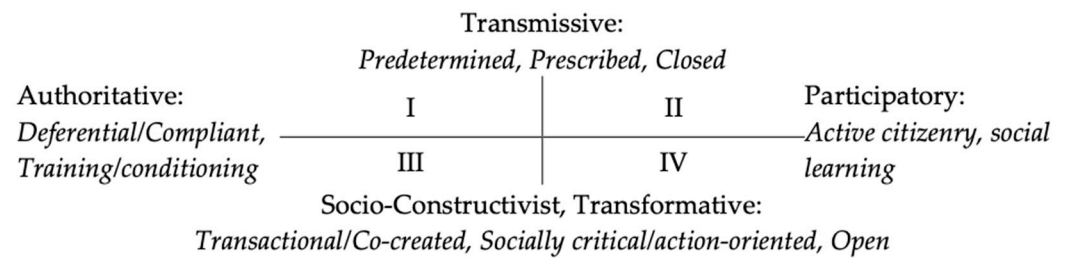 Transmissive:
Predetermined, Prescribed, Closed
Authoritative:
Deferential/Compliant,
Training/conditioning
I
II
III
IV
Participatory:
Active citizenry, social
learning
Socio-Constructivist, Transformative:
Transactional/Co-created, Socially critical/action-oriented, Open